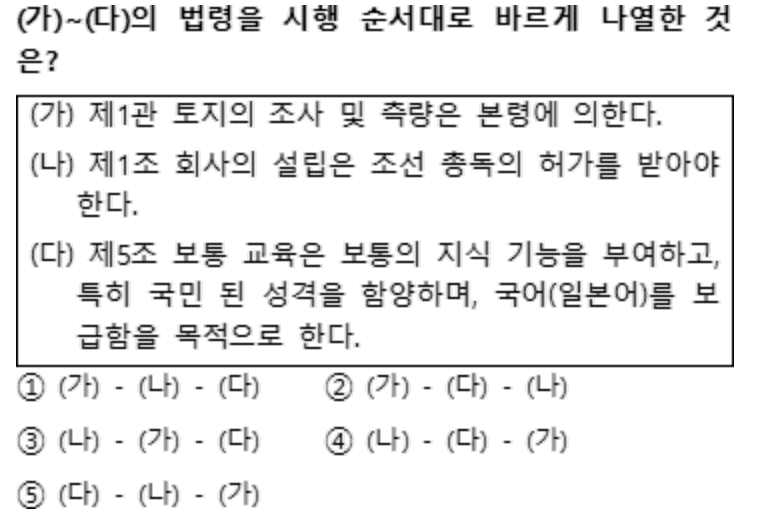 (가)~(다)의 법령을 시행 순서대로 바르게 나열한 것
은?
(가) 제1관 토지의 조사 및 측량은 본령에 의한다.
(나) 제1조 회사의 설립은 조선 총독의 허가를 받아야
한다.
(다) 제5조 보통 교육은 보통의 지식 기능을 부여하고,
특히 국민 된 성격을 함양하며, 국어(일본어)를 보
급함을 목적으로 한다.
① (가) - (나) - (다) ② (가) - (다) - (나)
③ (나) - (가) - (다) ④ (나) - (다) - (가)
⑤ (다) - (나) - (가)